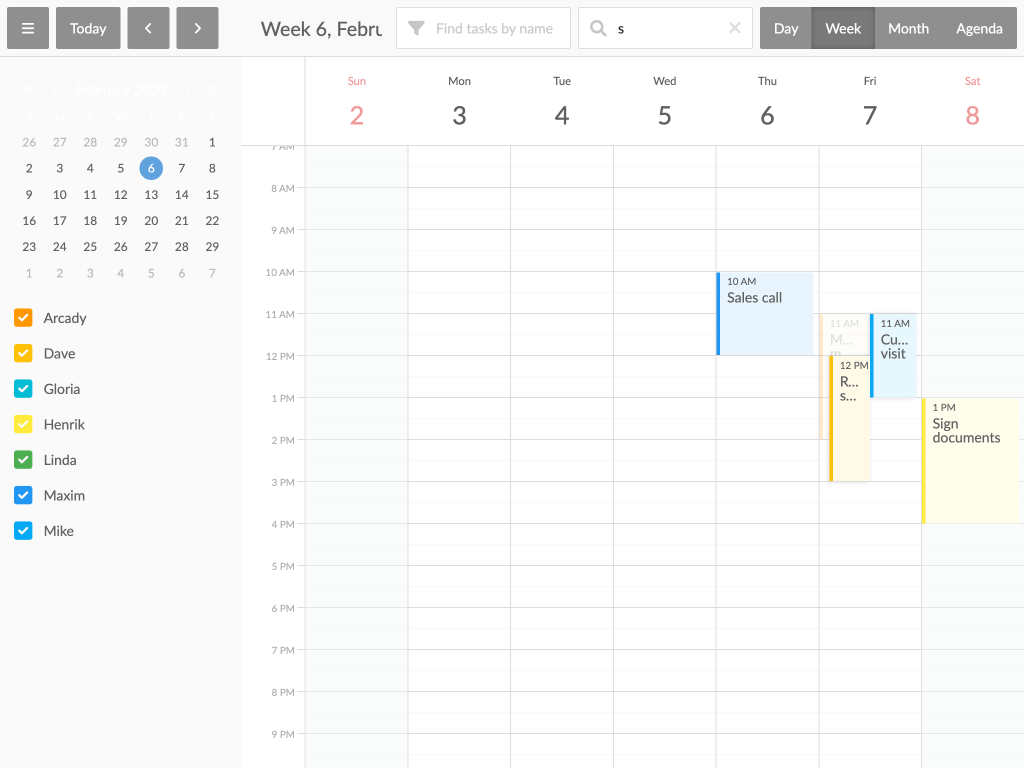 Today
Week 6, Febru
Find tasks by name
s
Day
Week
Month
Agenda
February 2020
S M T W T F S
26 27 28 29 30 31 1
2 3 4 5 6 7 8
9 10 11 12 13 14 15
16 17 18 19 20 21 22
23 24 25 26 27 28 29
1 2 3 4 5 6 7
Arcady
Dave
Gloria
Henrik
Linda
Maxim
Mike
Sun Mon Tue Wed Thu Fri Sat
2 3 4 5 6 7 8
7 AM
8 AM
9 AM
10 AM
11 AM
12 PM
1 PM
2 PM
3 PM
4 PM
5 PM
6 PM
7 PM
8 PM
9 PM
10 AM
Sales call
11 AM
M...
12 PM
R...
s...
11 AM
Cu...
visit
1 PM
Sign
documents